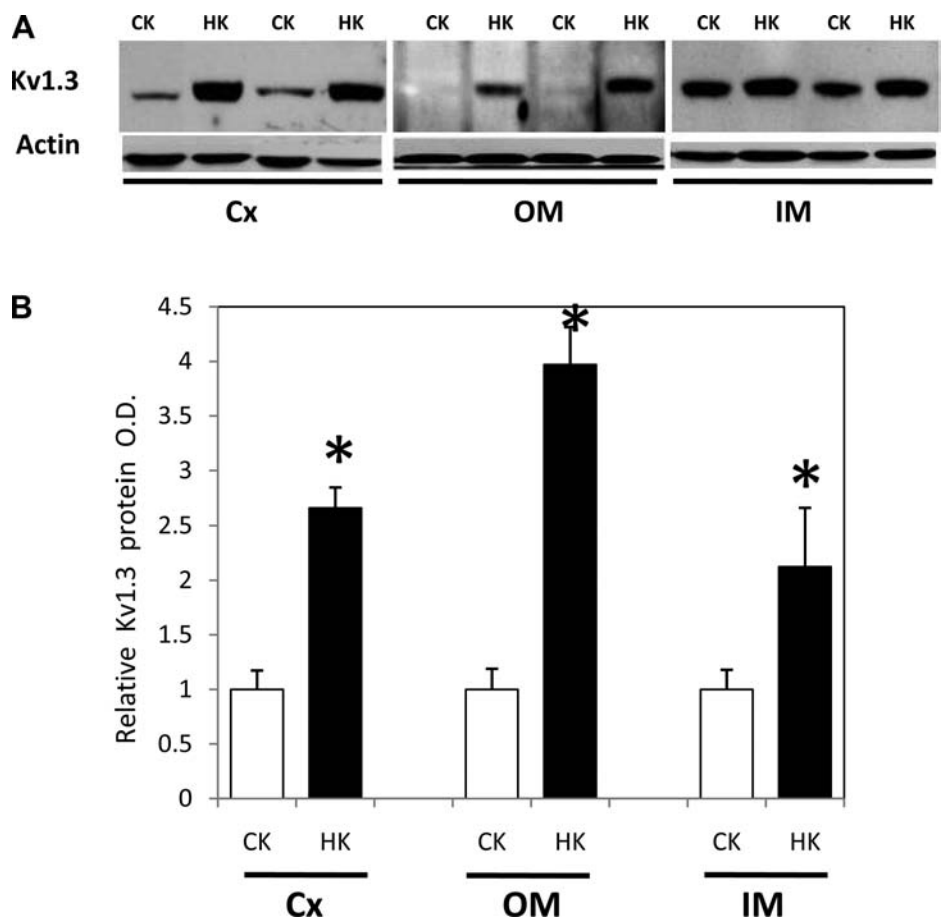 A
CK HK CK HK CK HK CK HK CK HK CK HK
Kv1.3
Actin
Cx OM IM
B
Relative Kv1.3 protein O.D.
4.5
4
3.5
3
2.5
2
1.5
1
0.5
0
* * *
CK HK CK HK CK HK
Cx OM IM